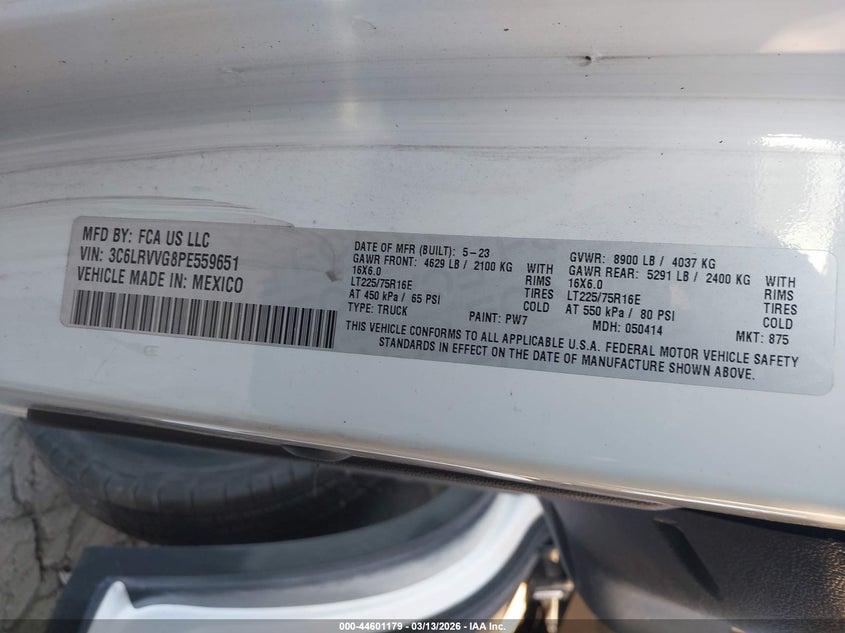 MFD BY: FCA US LLC
VIN: 3C6LRVVG8PE559651
VEHICLE MADE IN: MEXICO
DATE OF MFR (BUILT): 5-23
GAWR FRONT: 4629 LB / 2100 KG WITH
16X6.0 RIMS
LT225/75R16E TIRES
AT 450 kPa / 65 PSI COLD
TYPE: TRUCK PAINT: PW7
GVWR: 8900 LB / 4037 KG
GAWR REAR: 5291 LB / 2400 KG WITH
16X6.0 RIMS
LT225/75R16E TIRES
AT 550 kPa / 80 PSI COLD
MDH: 050414 MKT: 875
THIS VEHICLE CONFORMS TO ALL APPLICABLE U.S.A. FEDERAL MOTOR VEHICLE SAFETY
STANDARDS IN EFFECT ON THE DATE OF MANUFACTURE SHOWN ABOVE.
000-44601179 - 03/13/2026 - IAA Inc.